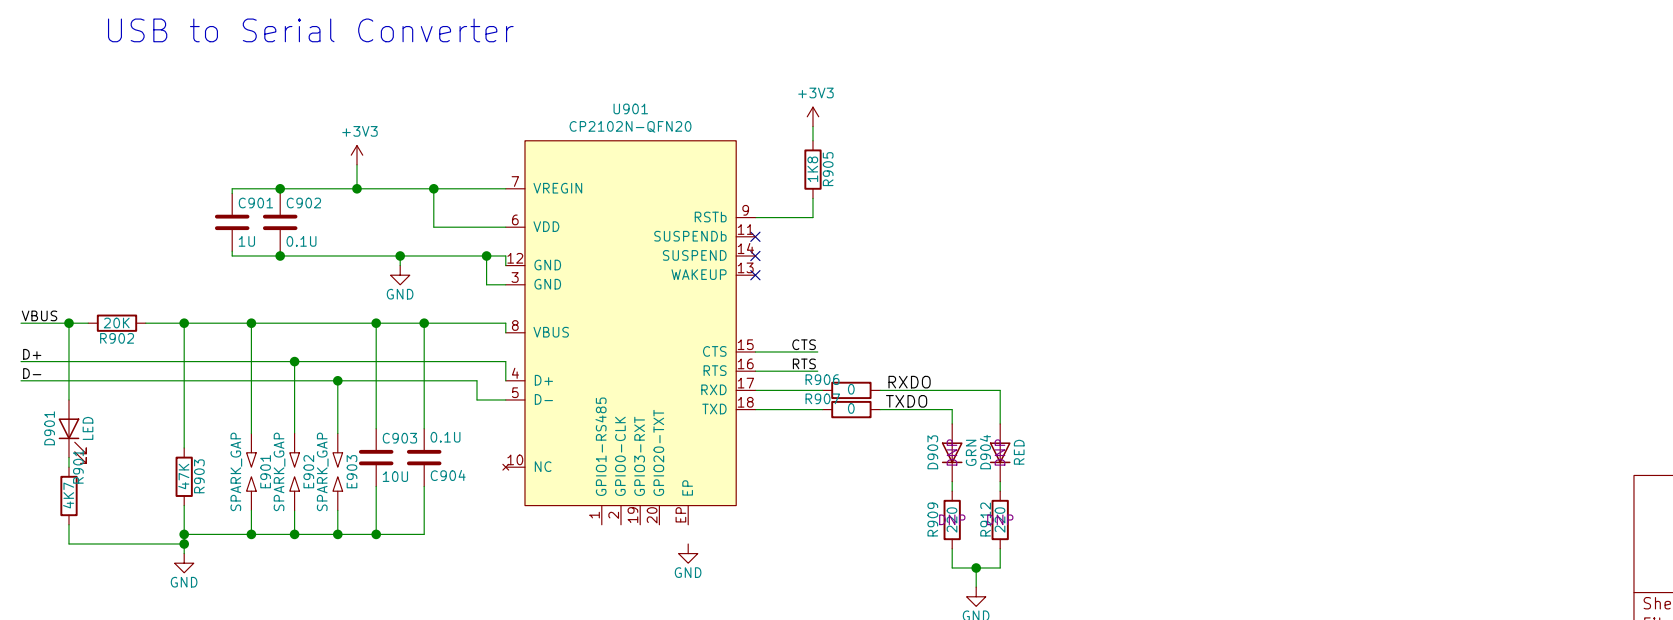 USB to Serial Converter
+3V3
U901
CP2102N-QFN20
+3V3
1K8
R905
7
VREGIN
C901
C902
1U
0.1U
6
VDD
RSTb
9
SUSPENDb
11
SUSPEND
14
WAKEUP
13
12
GND
3
GND
GND
VBUS
20K
R902
8
VBUS
D+
D-
4
D+
5
D-
CTS
15
CTS
RTS
16
RTS
RXD
17
R906
0
RXDO
TXD
18
R907
0
TXDO
D901
LED
R901
4K7
47K
R903
SPARK_GAP
E901
SPARK_GAP
E902
SPARK_GAP
E903
C903
10U
0.1U
C904
10
NC
GPIO1-RS485
GPIO0-CLK
GPIO3-RXT
GPIO20-TXT
EP
1
2
19
20
EP
D903
GRN
D904
RED
R909
220
DNP
R912
220
DNP
GND
GND
GND
She